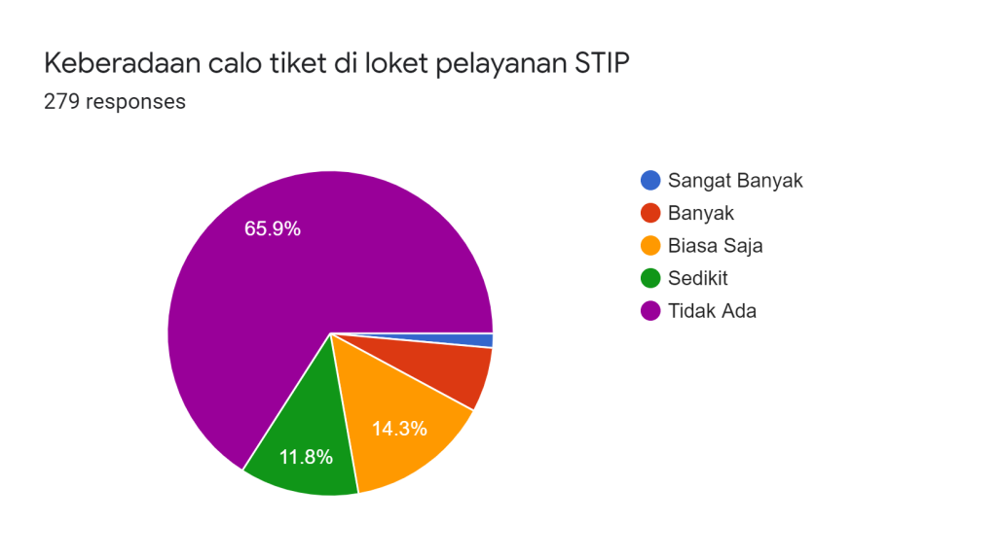 Keberadaan calo tiket di loket pelayanan STIP
279 responses
65.9%
14.3%
11.8%
Sangat Banyak
Banyak
Biasa Saja
Sedikit
Tidak Ada